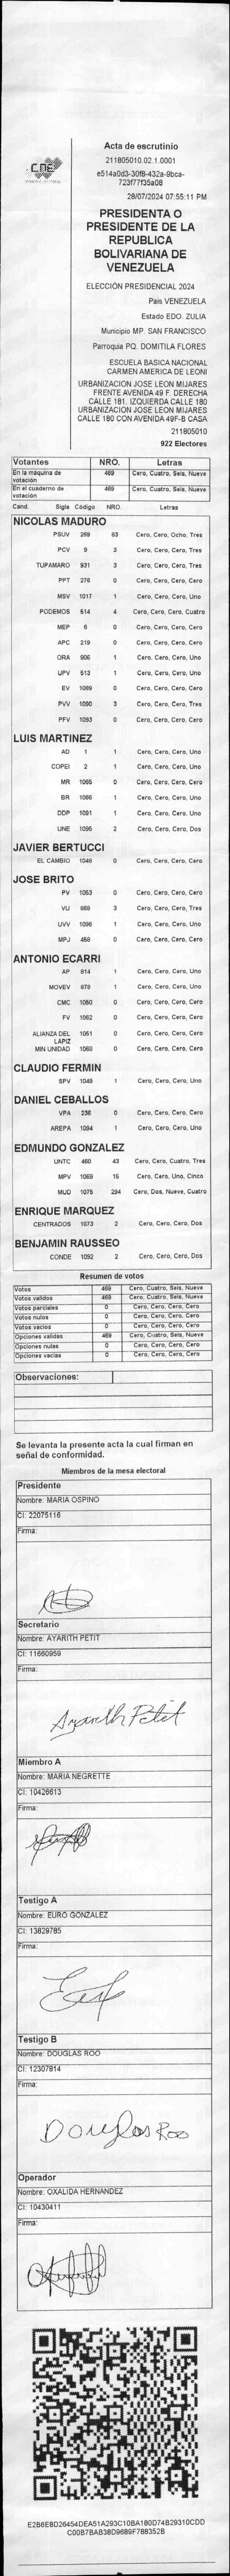 CNE
Acta de escrutinio
211805010.02.1.0001
e514a0d3-30f8-432a-9bca-
723f77f35a08
28/07/2024 07:55:11 PM
PRESIDENTA O
PRESIDENTE DE LA
REPUBLICA
BOLIVARIANA DE
VENEZUELA
ELECCIÓN PRESIDENCIAL 2024
Pais VENEZUELA
Estado EDO. ZULIA
Municipio MP. SAN FRANCISCO
Parroquia PQ. DOMITILA FLORES
ESCUELA BASICA NACIONAL
CARMEN AMERICA DE LEONI
URBANIZACION JOSE LEON MIJARES
FRENTE AVENIDA 49 F. DERECHA
CALLE 181. IZQUIERDA CALLE 180
URBANIZACION JOSE LEON MIJARES
CALLE 180 CON AVENIDA 49F-B CASA
211805010
922 Electores
Votantes NRO. Letras
En la máquina de votación 469 Cero, Cuatro, Seis, Nueve
En el cuaderno de votación 469 Cero, Cuatro, Seis, Nueve
Cand. Sigla Código NRO. Letras
NICOLAS MADURO
PSUV 269 83 Cero, Cero, Ocho, Tres
PCV 9 3 Cero, Cero, Cero, Tres
TUPAMARO 931 3 Cero, Cero, Cero, Tres
PPT 276 0 Cero, Cero, Cero, Cero
MSV 1017 1 Cero, Cero, Cero, Uno
PODEMOS 514 4 Cero, Cero, Cero, Cuatro
MEP 6 0 Cero, Cero, Cero, Cero
APC 219 0 Cero, Cero, Cero, Cero
ORA 906 1 Cero, Cero, Cero, Uno
UPV 513 1 Cero, Cero, Cero, Uno
EV 1089 0 Cero, Cero, Cero, Cero
PVV 1090 3 Cero, Cero, Cero, Tres
PFV 1093 0 Cero, Cero, Cero, Cero
LUIS MARTINEZ
AD 1 1 Cero, Cero, Cero, Uno
COPEI 2 1 Cero, Cero, Cero, Uno
MR 1065 0 Cero, Cero, Cero, Cero
BR 1066 1 Cero, Cero, Cero, Uno
DDP 1091 1 Cero, Cero, Cero, Uno
UNE 1095 2 Cero, Cero, Cero, Dos
JAVIER BERTUCCI
EL CAMBIO 1048 0 Cero, Cero, Cero, Cero
JOSE BRITO
PV 1053 0 Cero, Cero, Cero, Cero
VU 869 3 Cero, Cero, Cero, Tres
UVV 1096 1 Cero, Cero, Cero, Uno
MPJ 458 0 Cero, Cero, Cero, Cero
ANTONIO ECARRI
AP 814 1 Cero, Cero, Cero, Uno
MOVEV 878 1 Cero, Cero, Cero, Uno
CMC 1050 0 Cero, Cero, Cero, Cero
FV 1062 0 Cero, Cero, Cero, Cero
ALIANZA DEL LAPIZ 1051 0 Cero, Cero, Cero, Cero
MIN UNIDAD 1068 0 Cero, Cero, Cero, Cero
CLAUDIO FERMIN
SPV 1049 1 Cero, Cero, Cero, Uno
DANIEL CEBALLOS
VPA 236 0 Cero, Cero, Cero, Cero
AREPA 1094 1 Cero, Cero, Cero, Uno
EDMUNDO GONZALEZ
UNTC 460 43 Cero, Cero, Cuatro, Tres
MPV 1069 15 Cero, Cero, Uno, Cinco
MUD 1075 294 Cero, Dos, Nueve, Cuatro
ENRIQUE MARQUEZ
CENTRADOS 1073 2 Cero, Cero, Cero, Dos
BENJAMIN RAUSSEO
CONDE 1092 2 Cero, Cero, Cero, Dos
Resumen de votos
Votos 469 Cero, Cuatro, Seis, Nueve
Votos validos 469 Cero, Cuatro, Seis, Nueve
Votos parciales 0 Cero, Cero, Cero, Cero
Votos nulos 0 Cero, Cero, Cero, Cero
Votos vacios 0 Cero, Cero, Cero, Cero
Opciones validas 469 Cero, Cuatro, Seis, Nueve
Opciones nulas 0 Cero, Cero, Cero, Cero
Opciones vacias 0 Cero, Cero, Cero, Cero
Observaciones:
Se levanta la presente acta la cual firman en
señal de conformidad.
Miembros de la mesa electoral
Presidente
Nombre: MARIA OSPINO
CI: 22075116
Firma:
Secretario
Nombre: AYARITH PETIT
CI: 11660959
Firma:
Ayarith Petit
Miembro A
Nombre: MARIA NEGRETTE
CI: 10426613
Firma:
Testigo A
Nombre: EURO GONZALEZ
CI: 13829785
Firma:
Testigo B
Nombre: DOUGLAS ROO
CI: 12307814
Firma:
Douglas Roo
Operador
Nombre: OXALIDA HERNANDEZ
CI: 10430411
Firma:
E2B6E8D26454DEA51A293C10BA180D74B29310CDD
C00B7BAB38D9689F788352B